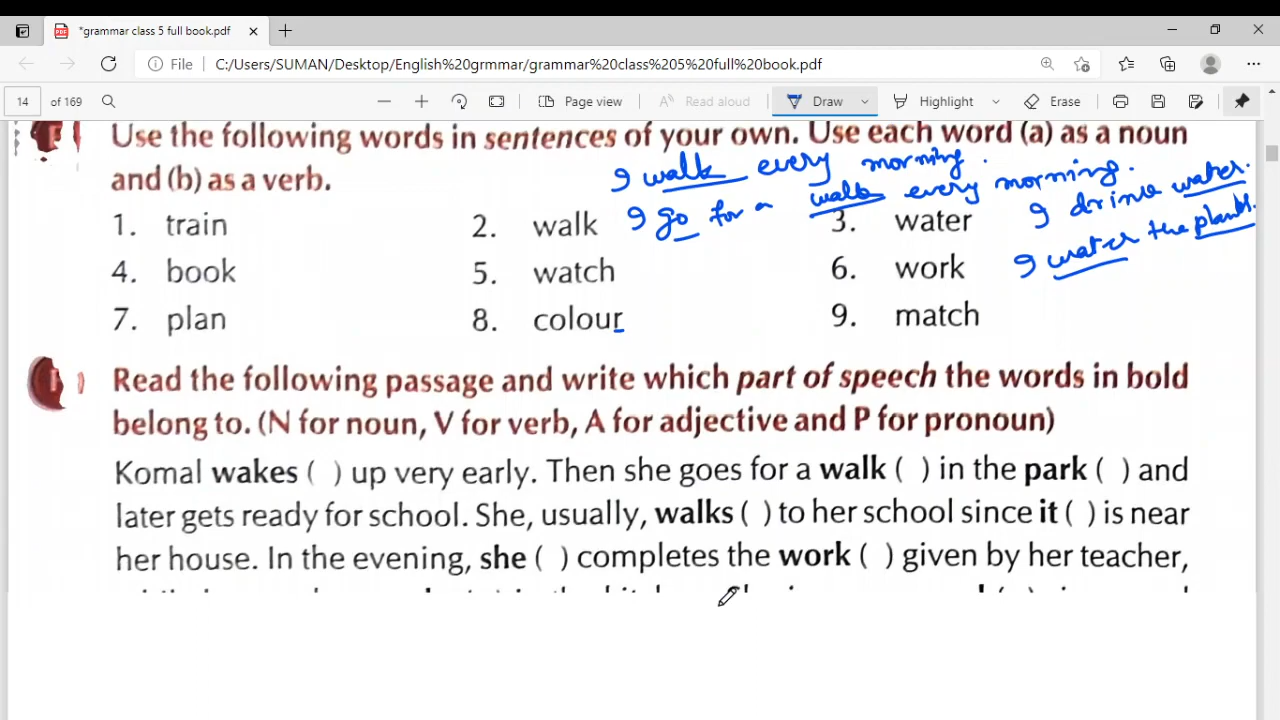 *grammar class 5 full book.pdf
File C:/Users/SUMAN/Desktop/English%20grmmar/grammar%20class%205%20full%20book.pdf
14 of 169 Page view Read aloud Draw Highlight Erase
Use the following words in sentences of your own. Use each word (a) as a noun
and (b) as a verb.
I walk every morning.
I go for a walk every morning.
I drink water.
I water the plants.
1. train 2. walk 3. water
4. book 5. watch 6. work
7. plan 8. colour 9. match
Read the following passage and write which part of speech the words in bold
belong to. (N for noun, V for verb, A for adjective and P for pronoun)
Komal wakes ( ) up very early. Then she goes for a walk ( ) in the park ( ) and
later gets ready for school. She, usually, walks ( ) to her school since it ( ) is near
her house. In the evening, she ( ) completes the work ( ) given by her teacher,